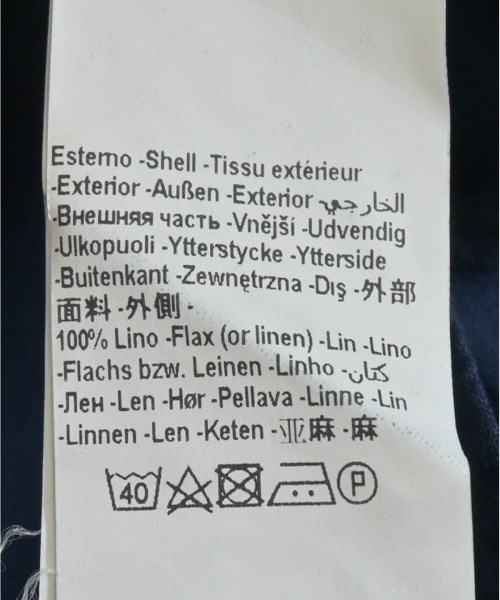 Esterno -Shell -Tissu extérieur
-Exterior -Außen -Exterior -الخارجي
-Внешняя часть -Vnější -Udvendig
-Ulkopuoli -Ytterstycke -Ytterside
-Buitenkant -Zewnętrzna -Dış -外部
面料 -外側 -
100% Lino -Flax (or linen) -Lin -Lino
-Flachs bzw. Leinen -Linho -كتان
-Лен -Len -Hør -Pellava -Linne -Lin
-Linnen -Len -Keten -亚麻 -麻
40 P